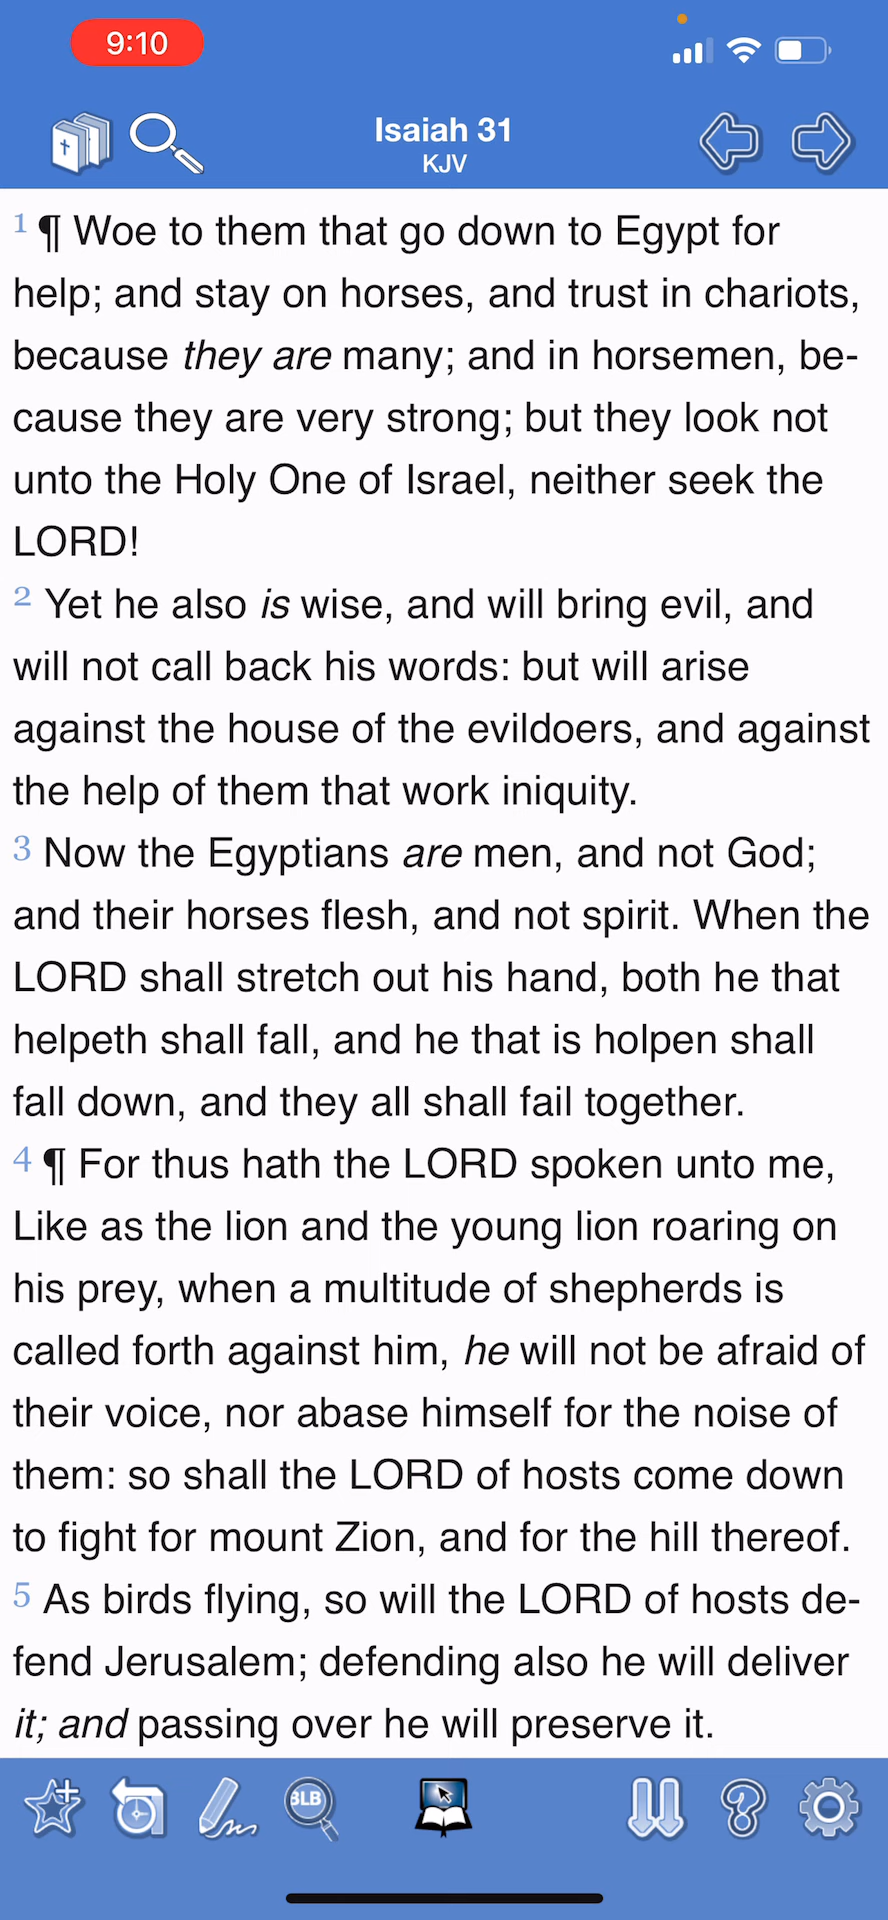 9:10
Isaiah 31
KJV
1 ¶ Woe to them that go down to Egypt for
help; and stay on horses, and trust in chariots,
because they are many; and in horsemen, be-
cause they are very strong; but they look not
unto the Holy One of Israel, neither seek the
LORD!
2 Yet he also is wise, and will bring evil, and
will not call back his words: but will arise
against the house of the evildoers, and against
the help of them that work iniquity.
3 Now the Egyptians are men, and not God;
and their horses flesh, and not spirit. When the
LORD shall stretch out his hand, both he that
helpeth shall fall, and he that is holpen shall
fall down, and they all shall fail together.
4 ¶ For thus hath the LORD spoken unto me,
Like as the lion and the young lion roaring on
his prey, when a multitude of shepherds is
called forth against him, he will not be afraid of
their voice, nor abase himself for the noise of
them: so shall the LORD of hosts come down
to fight for mount Zion, and for the hill thereof.
5 As birds flying, so will the LORD of hosts de-
fend Jerusalem; defending also he will deliver
it; and passing over he will preserve it.
BLB